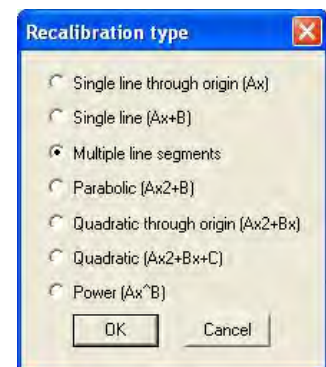 Recalibration type
Single line through origin (Ax)
Single line (Ax+B)
Multiple line segments
Parabolic (Ax2+B)
Quadratic through origin (Ax2+Bx)
Quadratic (Ax2+Bx+C)
Power (Ax^B)
OK Cancel